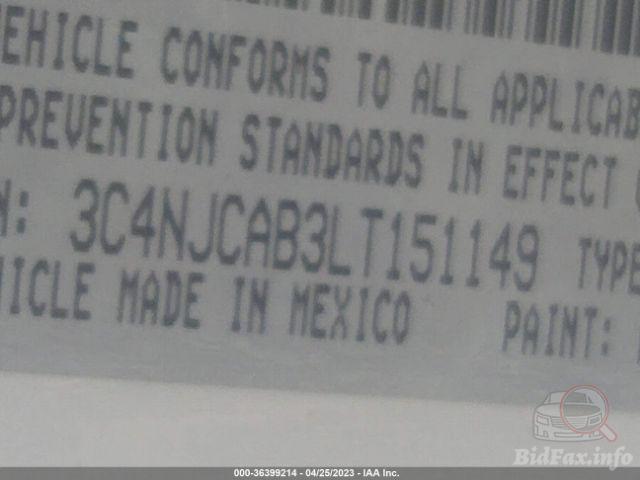 EHICLE CONFORMS TO ALL APPLICAB
PREVENTION STANDARDS IN EFFECT
N: 3C4NJCAB3LT151149 TYPE
ICLE MADE IN MEXICO PAINT:
BidFax.info
000-36399214 - 04/25/2023 - IAA Inc.